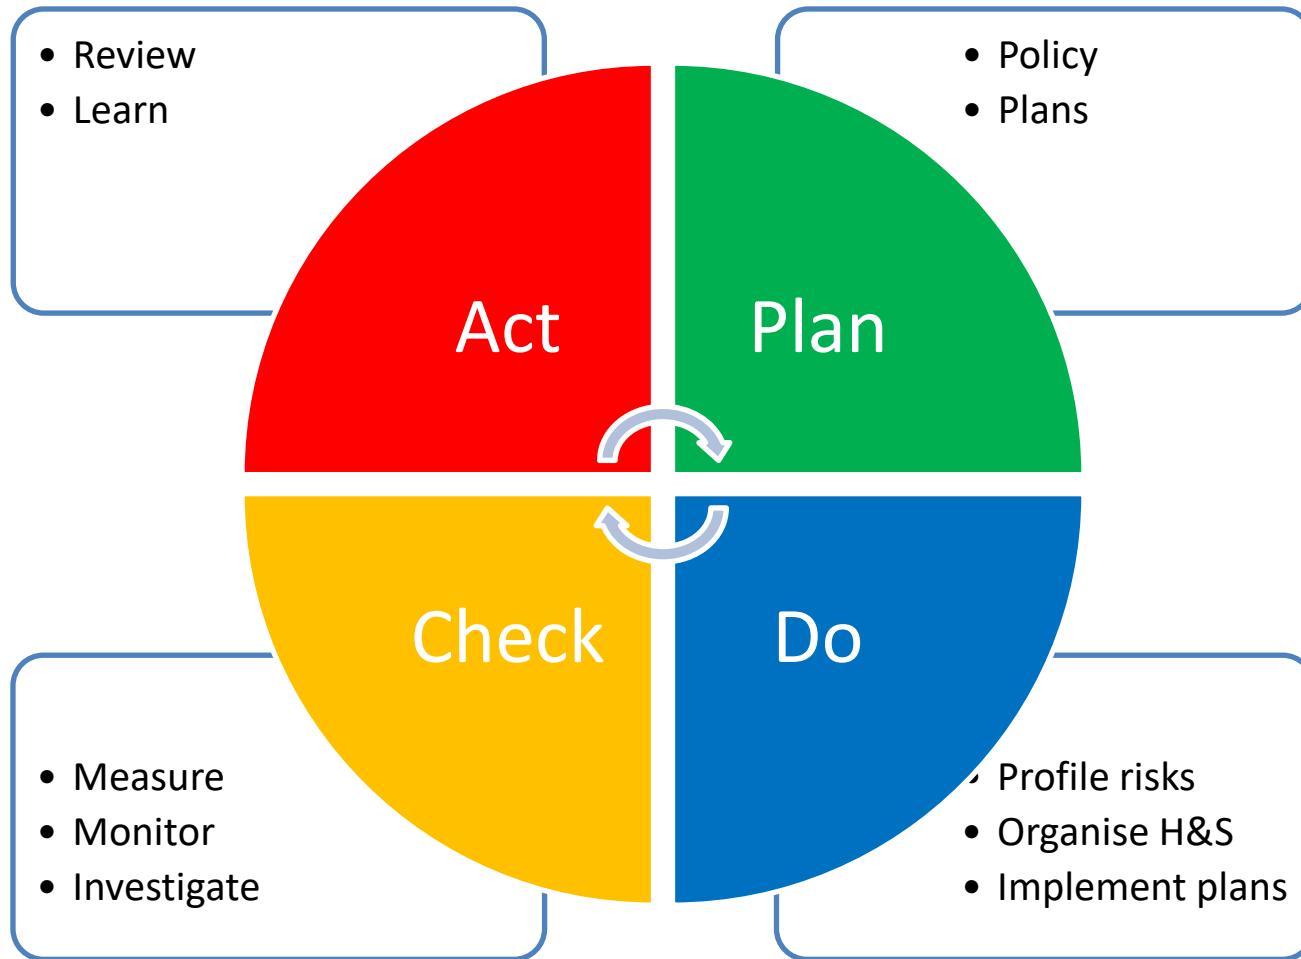 • Review
• Learn
• Policy
• Plans
Act
Plan
Check
Do
• Measure
• Monitor
• Investigate
• Profile risks
• Organise H&S
• Implement plans